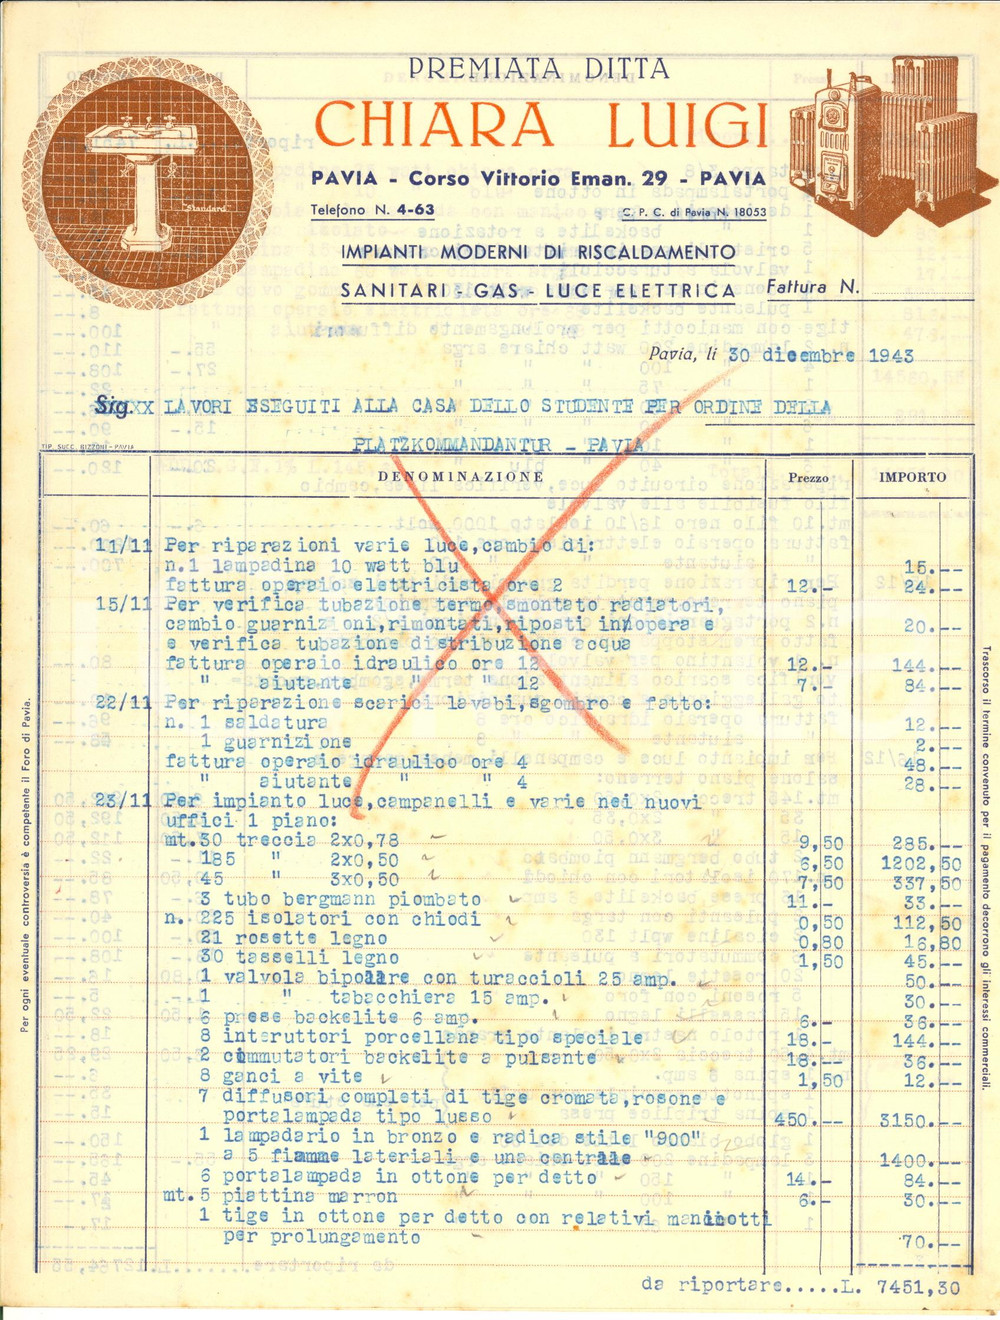 PREMIATA DITTA
CHIARA LUIGI
PAVIA - Corso Vittorio Eman. 29 - PAVIA
Telefono N. 4-63 C. P. C. di Pavia N. 18053
IMPIANTI MODERNI DI RISCALDAMENTO
SANITARI - GAS - LUCE ELETTRICA Fattura N.
"Standard"
Pavia, li 30 dicembre 1943
Sig.xx LAVORI ESEGUITI ALLA CASA DELLO STUDENTE PER ORDINE DELLA
PLATZKOMMANDANTUR - PAVIA
TIP. SUCC. BIZZONI - PAVIA
DENOMINAZIONE Prezzo IMPORTO
11/11 Per riparazioni varie luce,cambio di:
n.1 lampadina 10 watt blu 15.--
fattura operaio elettricista ore 2 12.- 24.--
15/11 Per verifica tubazione termo,smontato radiatori,
cambio guarnizioni,rimontati,riposti in/opera e 20.--
e verifica tubazione distribuzione acqua
fattura operaio idraulico ore 12 12.- 144.--
" aiutante " " 12 7.- 84.--
22/11 Per riparazione scarici lavabi,sgombro e fatto:
n. 1 saldatura 12.--
1 guarnizione 2.--
fattura operaio idraulico ore 4 48.--
" aiutante " " 4 28.--
23/11 Per impianto luce,campanelli e varie nei nuovi
uffici 1 piano:
mt.30 treccia 2x0,78 9,50 285.--
185 " 2x0,50 6,50 1202,50
45 " 3x0,50 7,50 337,50
3 tubo bergmann piombato 11.- 33.--
n. 225 isolatori con chiodi 0,50 112,50
21 rosette legno 0,80 16,80
30 tasselli legno 1,50 45.--
1 valvola bipolare con turaccioli 25 amp. 50.--
1 " tabacchiera 15 amp. 30.--
6 prese backelite 6 amp. 6.- 36.--
8 interuttori porcellana tipo speciale 18.- 144.--
2 commutatori backelite a pulsante 18.-- 36.--
8 ganci a vite 1,50 12.--
7 diffusori completi di tige cromata,rosone e
portalampada tipo lusso 450.-- 3150.--
1 lampadario in bronzo e radica stile "900"
a 5 fiamme lateriali e una centrale 1400.--
6 portalampada in ottone per detto 14.- 84.--
mt.5 piattina marron 6.- 30.--
1 tige in ottone per detto con relativi manicotti
per prolungamento 70.--
da riportare.....L. 7451,30
Per ogni eventuale controversia è competente il Foro di Pavia.
Trascorso il termine convenuto per il pagamento decorrono gli interessi commerciali.